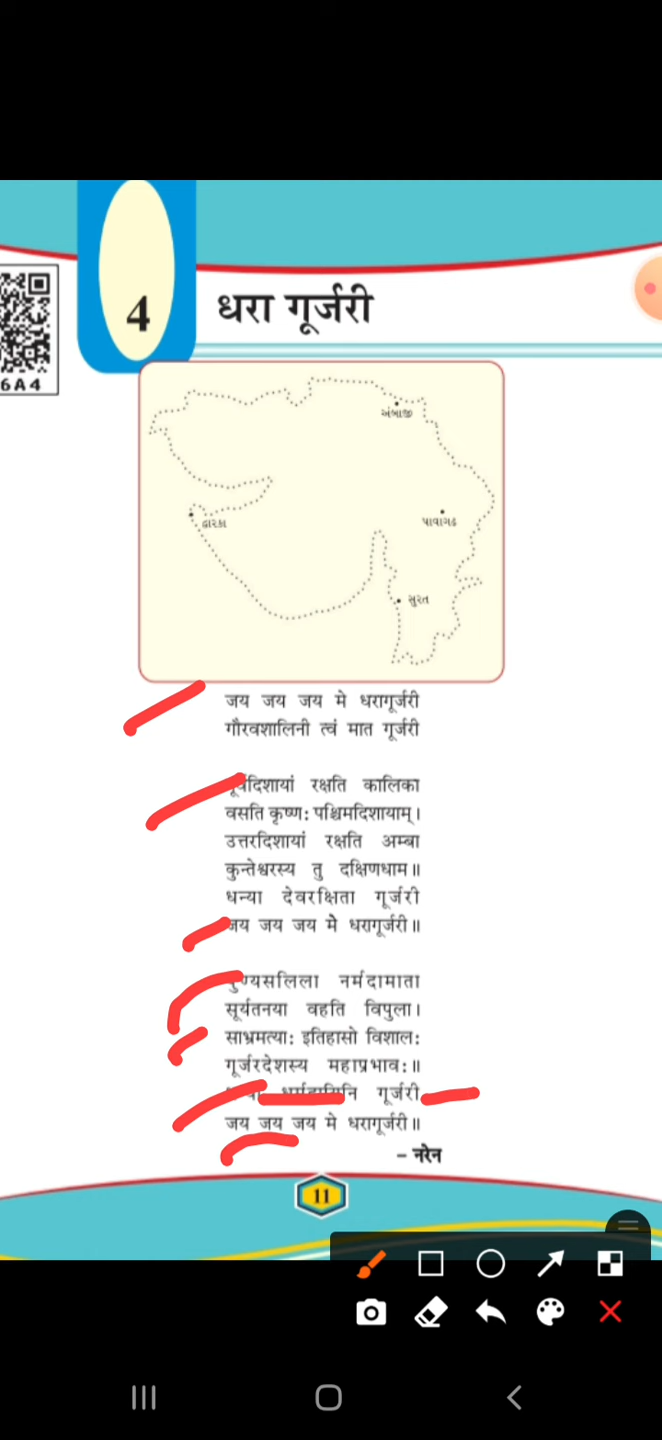 6A4
4
धरा गूर्जरी
અંબાજી
દ્વારકા
પાવાગઢ
સુરત
जय जय जय मे धरागूर्जरी
गौरवशालिनी त्वं मात गूर्जरी
पूर्वदिशायां रक्षति कालिका
वसति कृष्णः पश्चिमदिशायाम्।
उत्तरदिशायां रक्षति अम्बा
कुन्तेश्वरस्य तु दक्षिणधाम॥
धन्या देवरक्षिता गूर्जरी
जय जय जय मे धरागूर्जरी॥
पुण्यसलिला नर्मदामाता
सूर्यतनया वहति विपुला।
साभ्रमत्याः इतिहासो विशालः
गूर्जरदेशस्य महाप्रभावः॥
गूर्जरी
जय जय जय मे धरागूर्जरी॥
– नरेन
11